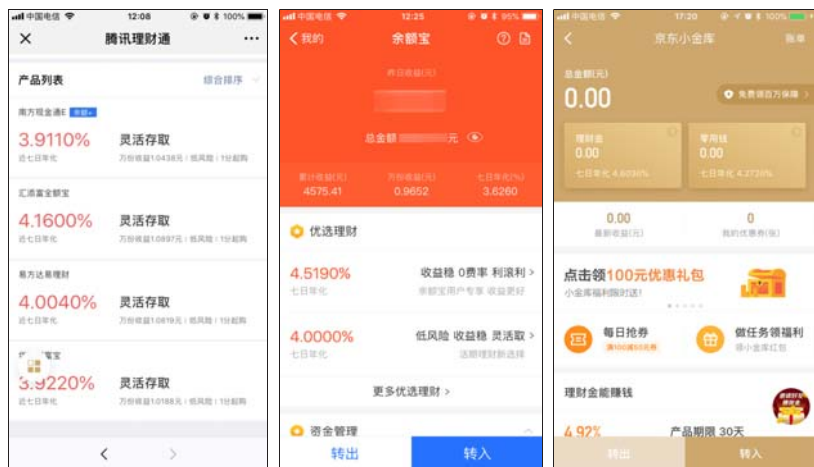 中国电信
12:08
100%
腾讯理财通
产品列表
综合排序
南方现金通E
余额+
3.9110%
灵活存取
近七日年化
万份收益1.0438元 | 低风险 | 1分起购
汇添富全额宝
4.1600%
灵活存取
近七日年化
万份收益1.0897元 | 低风险 | 1分起购
易方达易理财
4.0040%
灵活存取
近七日年化
万份收益1.0619元 | 低风险 | 1分起购
3.9220%
灵活存取
近七日年化
万份收益1.0188元 | 低风险 | 1分起购
中国电信
12:25
95%
我的
余额宝
昨日收益(元)
总金额
元
累计收益(元)
万份收益(元)
七日年化(%)
4575.41
0.9652
3.6260
优选理财
4.5190%
收益稳 0费率 利滚利 >
七日年化
余额宝用户专享 收益更好
4.0000%
低风险 收益稳 灵活取 >
七日年化
活期理财新选择
更多优选理财 >
资金管理
转出
转入
中国电信
17:20
100%
京东小金库
账单
总金额(元)
0.00
免费领百万保障 >
理财金
零用钱
0.00
0.00
七日年化 4.6030%
七日年化 4.2720%
0.00
0
最新收益(元)
我的优惠券(张)
点击领100元优惠礼包
小金库福利限时送!
每日抢券
满100减50元券
做任务领福利
领小金库红包
理财金能赚钱
4.92%
产品期限 30天
转出
转入